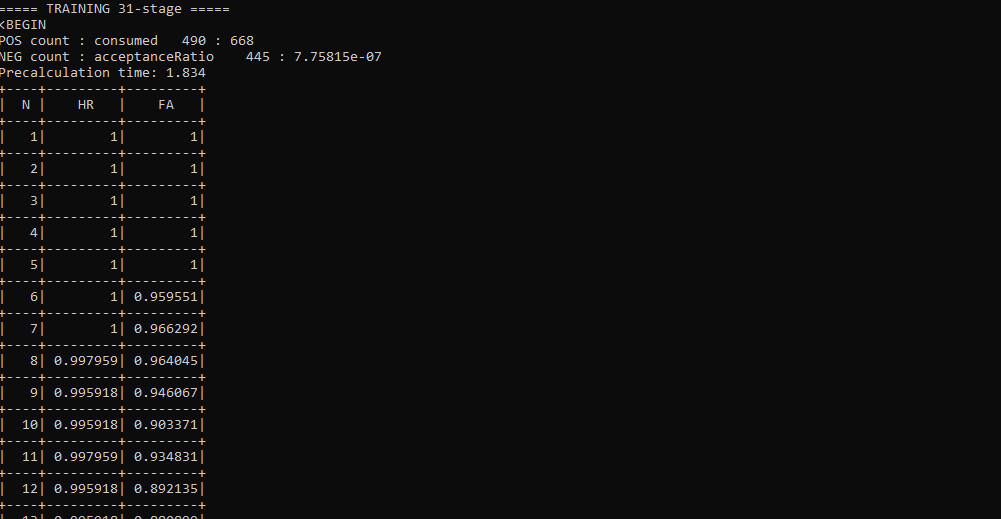 ===== TRAINING 31-stage =====
<BEGIN
POS count : consumed   490 : 668
NEG count : acceptanceRatio    445 : 7.75815e-07
Precalculation time: 1.834
+----+---------+---------+
|  N |    HR   |    FA   |
+----+---------+---------+
|   1|        1|        1|
+----+---------+---------+
|   2|        1|        1|
+----+---------+---------+
|   3|        1|        1|
+----+---------+---------+
|   4|        1|        1|
+----+---------+---------+
|   5|        1|        1|
+----+---------+---------+
|   6|        1| 0.959551|
+----+---------+---------+
|   7|        1| 0.966292|
+----+---------+---------+
|   8| 0.997959| 0.964045|
+----+---------+---------+
|   9| 0.995918| 0.946067|
+----+---------+---------+
|  10| 0.995918| 0.903371|
+----+---------+---------+
|  11| 0.997959| 0.934831|
+----+---------+---------+
|  12| 0.995918| 0.892135|
+----+---------+---------+